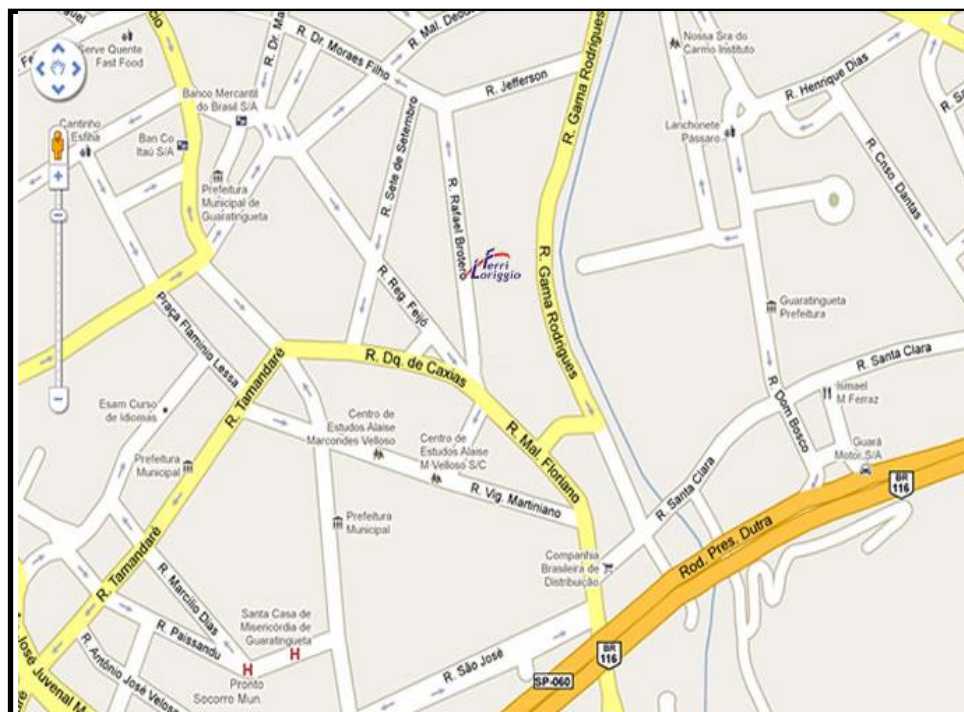 R. Mal. Deod
R. Dr. Ma
R. Dr. Moraes Filho
Serve Quente
Fast Food
Nossa Sra do
Carmo Instituto
R. Jefferson
R. Gama Rodrigues
R. Henrique Dias
Banco Mercantil
do Brasil S/A
Cantinho
Esfiha
Ban Co
Itaú S/A
R. Sete de Setembro
Lanchonete
Pássaro
R. Cnso. Dantas
Prefeitura
Municipal de
Guaratingueta
R. Rafael Brotero
Ferri
Loriggio
R. Gama Rodrigues
R. Reg. Feijó
Praça Flaminio Lessa
Guaratingueta
Prefeitura
R. Dq. de Caxias
R. Santa Clara
R. Tamandaré
Ismael
M Ferraz
Esam Curso
de Idiomas
R. Dom Bosco
Centro de
Estudos Alaise
Marcondes Velloso
Centro de
Estudos Alaise
M Velloso S/C
R. Mal. Floriano
Guará
Motor S/A
Prefeitura
Municipal
R. Vig. Martiniano
R. Santa Clara
BR
116
Prefeitura
Municipal
Companhia
Brasileira de
Distribuição
Rod. Pres. Dutra
R. Tamandaré
R. Marcilio Dias
Santa Casa de
Misericórdia de
Guaratingueta
R. Paissandu
R. São José
BR
116
SP-060
Pronto
Socorro Mun.
R. Antônio José Veloso
José Juvenal M